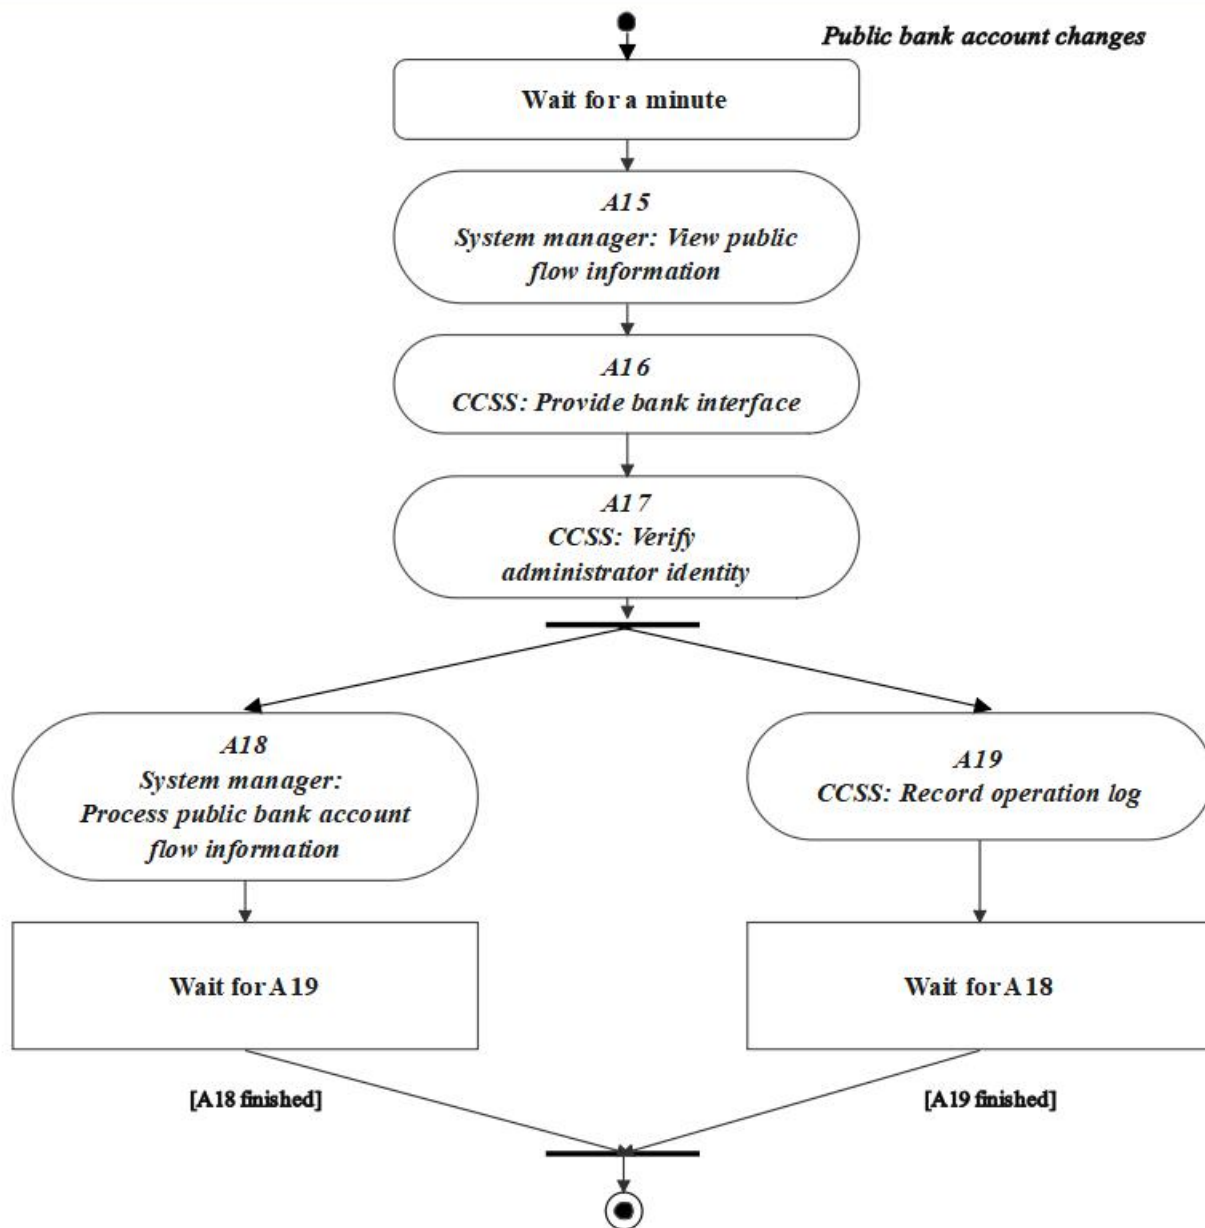 Public bank account changes
Wait for a minute
A15
System manager: View public
flow information
A16
CCSS: Provide bank interface
A17
CCSS: Verify
administrator identity
A18
System manager:
Process public bank account
flow information
A19
CCSS: Record operation log
Wait for A19
Wait for A18
[A18 finished]
[A19 finished]